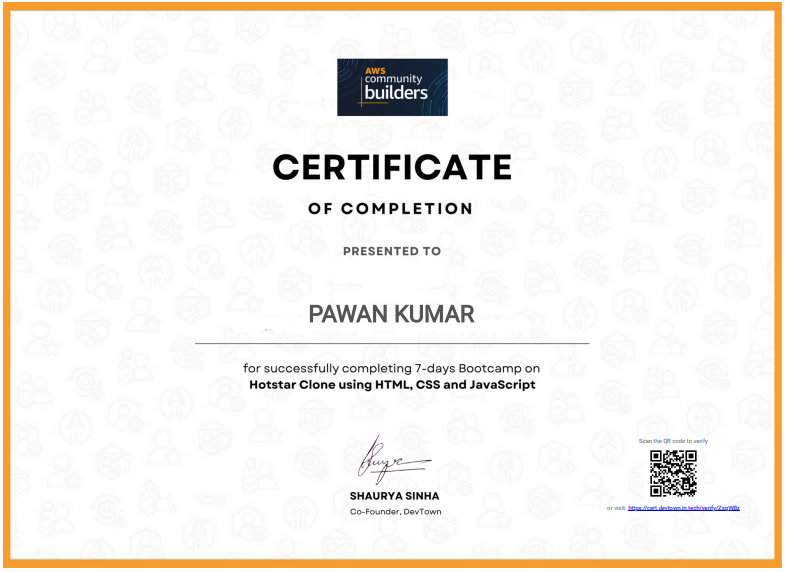 AWS
community
builders
CERTIFICATE
OF COMPLETION
PRESENTED TO
PAWAN KUMAR
for successfully completing 7-days Bootcamp on
Hotstar Clone using HTML, CSS and JavaScript
SHAURYA SINHA
Co-Founder, DevTown
Scan the QR code to verify
or visit: https://cert.devtown.in.tech/verify/ZaqWBz